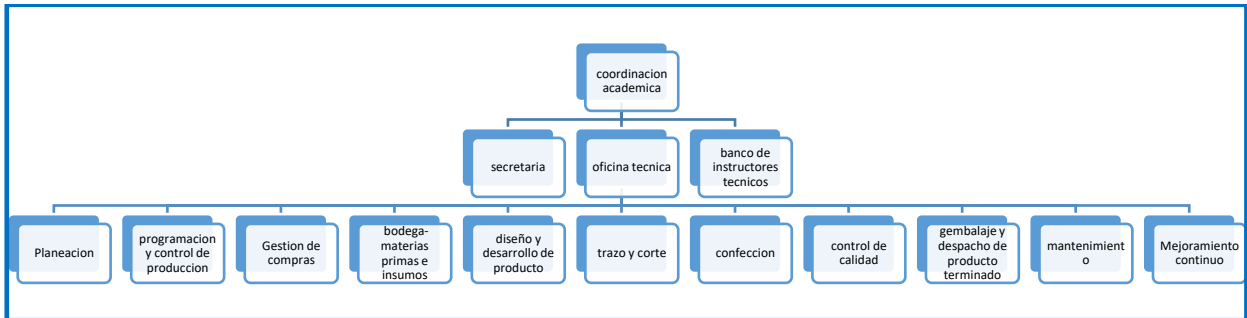 coordinacion
academica
secretaria
oficina tecnica
banco de
instructores
tecnicos
Planeacion
programacion
y control de
produccion
Gestion de
compras
bodega-
materias
primas e
insumos
diseño y
desarrollo de
producto
trazo y corte
confeccion
control de
calidad
gembalaje y
despacho de
producto
terminado
mantenimient
o
Mejoramiento
continuo